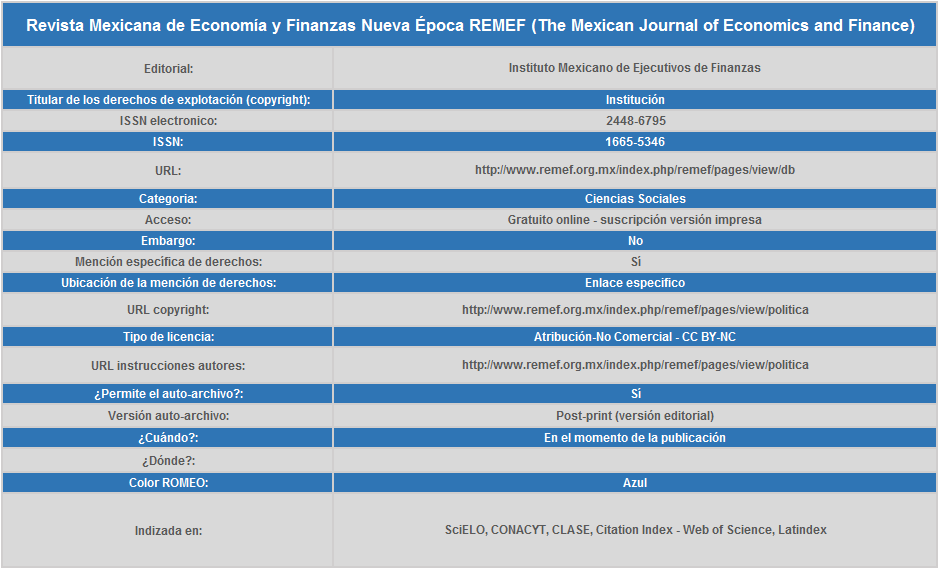 Revista Mexicana de Economía y Finanzas Nueva Época REMEF (The Mexican Journal of Economics and Finance)
Editorial: Instituto Mexicano de Ejecutivos de Finanzas
Titular de los derechos de explotación (copyright): Institución
ISSN electronico: 2448-6795
ISSN: 1665-5346
URL: http://www.remef.org.mx/index.php/remef/pages/view/db
Categoria: Ciencias Sociales
Acceso: Gratuito online - suscripción versión impresa
Embargo: No
Mención especifica de derechos: Sì
Ubicación de la mención de derechos: Enlace especifico
URL copyright: http://www.remef.org.mx/index.php/remef/pages/view/politica
Tipo de licencia: Atribución-No Comercial - CC BY-NC
URL instrucciones autores: http://www.remef.org.mx/index.php/remef/pages/view/politica
¿Permite el auto-archivo?: Sì
Versión auto-archivo: Post-print (versión editorial)
¿Cuándo?: En el momento de la publicación
¿Dónde?:
Color ROMEO: Azul
Indizada en: SciELO, CONACYT, CLASE, Citation Index - Web of Science, Latindex